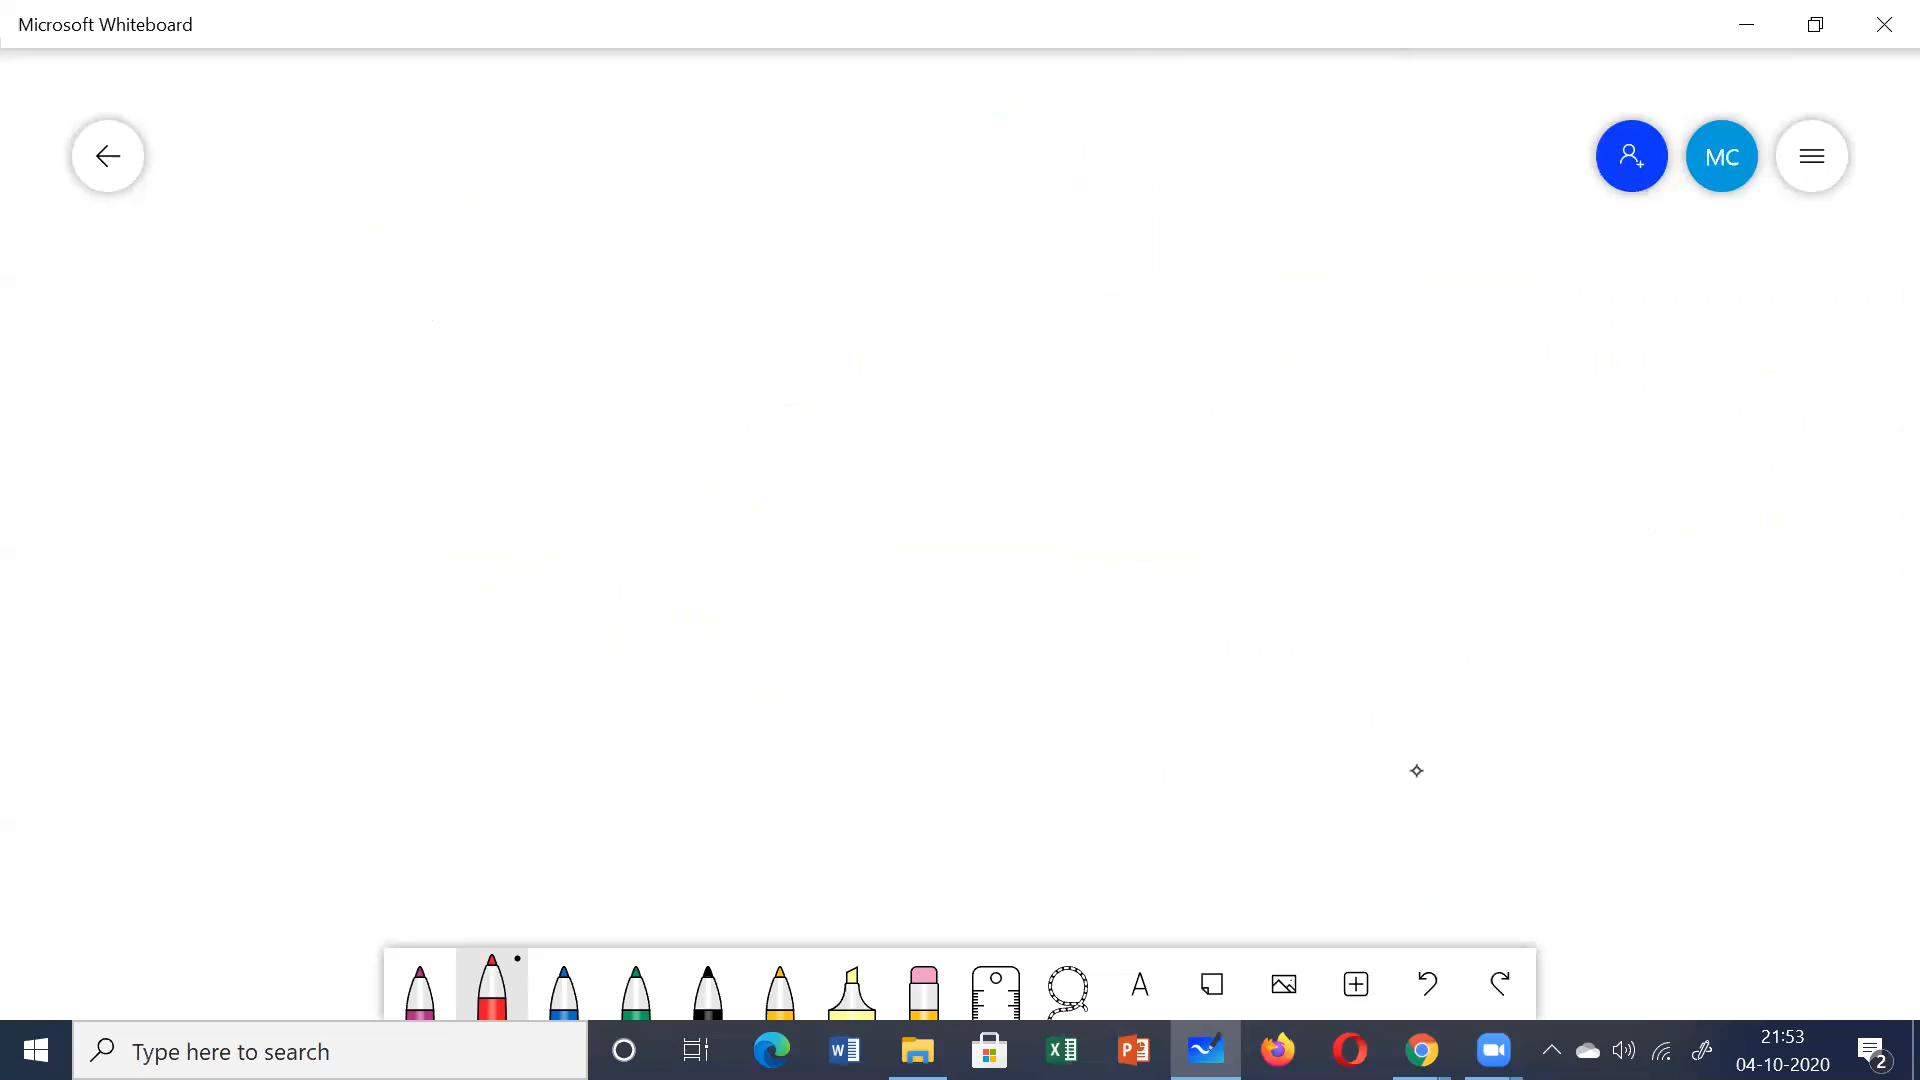 Microsoft Whiteboard
MC
A
Type here to search
21:53
04-10-2020
2